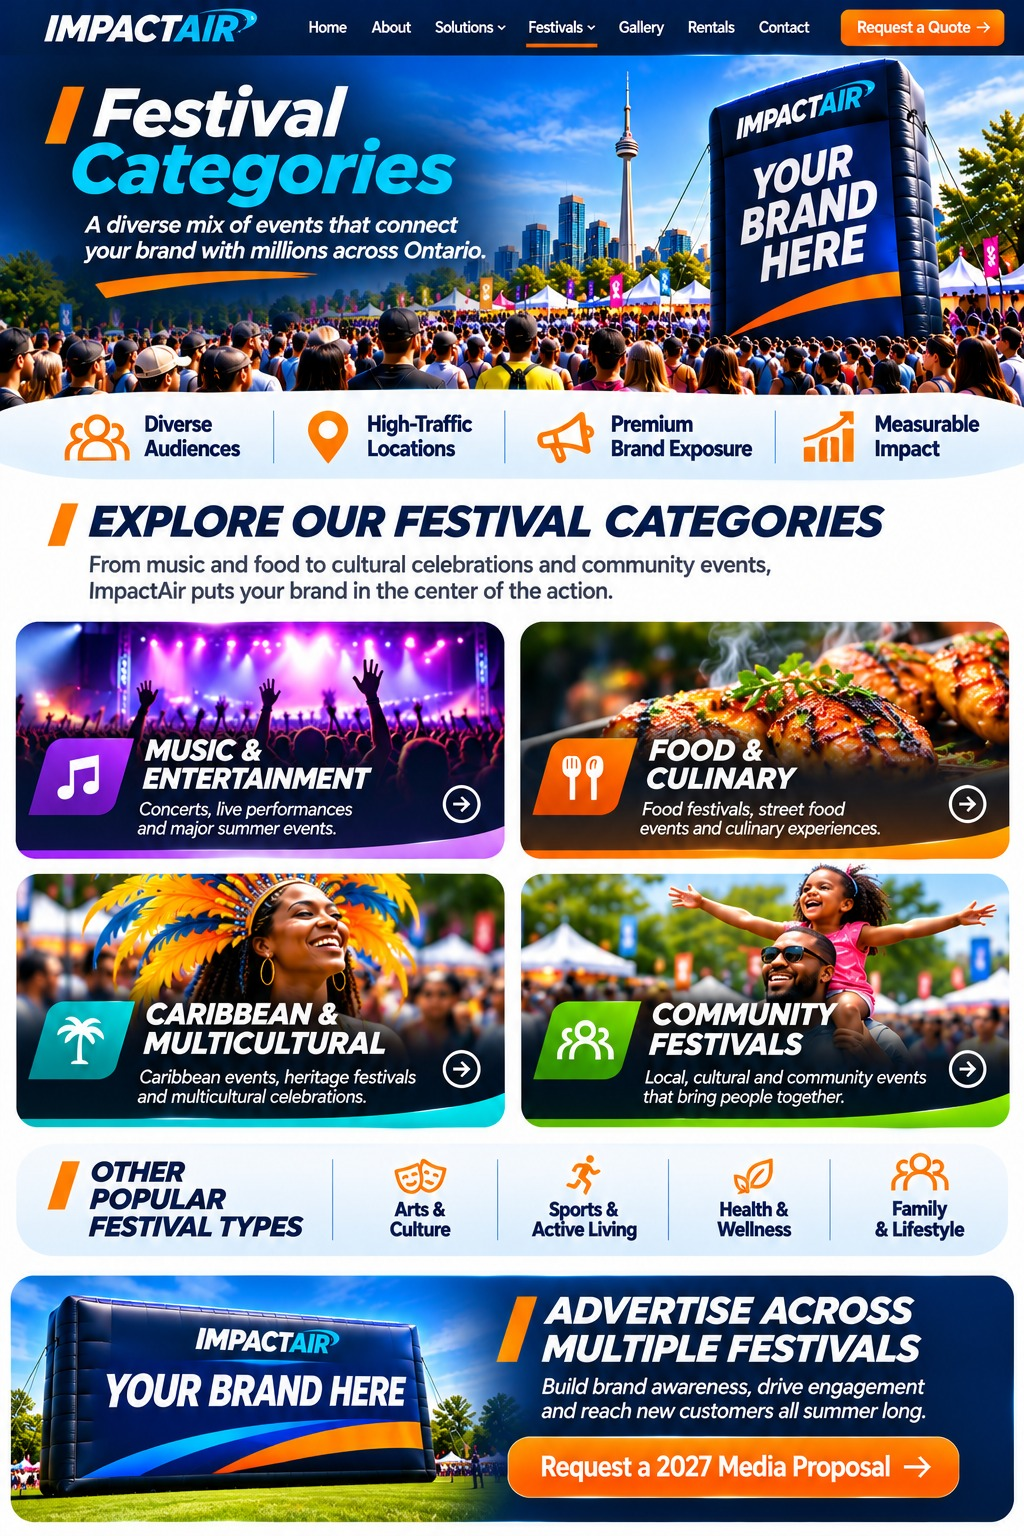 IMPACTAIR
Home About Solutions Festivals Gallery Rentals Contact Request a Quote →
Festival
Categories
A diverse mix of events that connect
your brand with millions across Ontario.
IMPACTAIR
YOUR
BRAND
HERE
Diverse
Audiences
High-Traffic
Locations
Premium
Brand Exposure
Measurable
Impact
EXPLORE OUR FESTIVAL CATEGORIES
From music and food to cultural celebrations and community events,
ImpactAir puts your brand in the center of the action.
MUSIC &
ENTERTAINMENT
Concerts, live performances
and major summer events.
FOOD &
CULINARY
Food festivals, street food
events and culinary experiences.
CARIBBEAN &
MULTICULTURAL
Caribbean events, heritage festivals
and multicultural celebrations.
COMMUNITY
FESTIVALS
Local, cultural and community events
that bring people together.
OTHER
POPULAR
FESTIVAL TYPES
Arts &
Culture
Sports &
Active Living
Health &
Wellness
Family
& Lifestyle
IMPACTAIR
YOUR BRAND HERE
ADVERTISE ACROSS
MULTIPLE FESTIVALS
Build brand awareness, drive engagement
and reach new customers all summer long.
Request a 2027 Media Proposal →